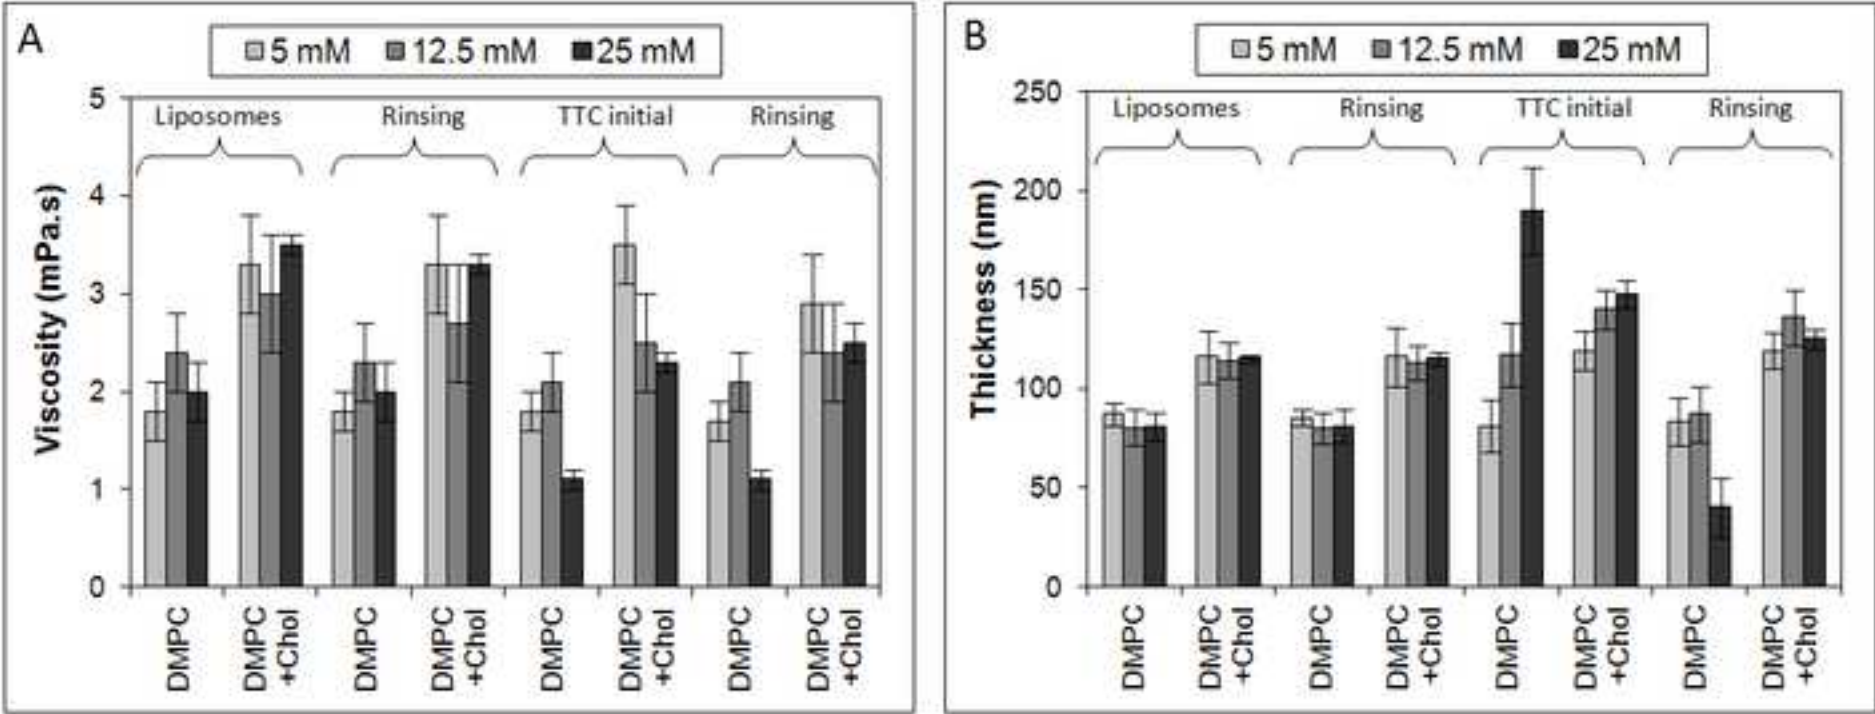 A
5 mM 12.5 mM 25 mM
Liposomes Rinsing TTC initial Rinsing
Viscosity (mPa.s)
5
4
3
2
1
0
DMPC
DMPC
+Chol
DMPC
DMPC
+Chol
DMPC
DMPC
+Chol
DMPC
DMPC
+Chol
B
5 mM 12.5 mM 25 mM
Liposomes Rinsing TTC initial Rinsing
Thickness (nm)
250
200
150
100
50
0
DMPC
DMPC
+Chol
DMPC
DMPC
+Chol
DMPC
DMPC
+Chol
DMPC
DMPC
+Chol